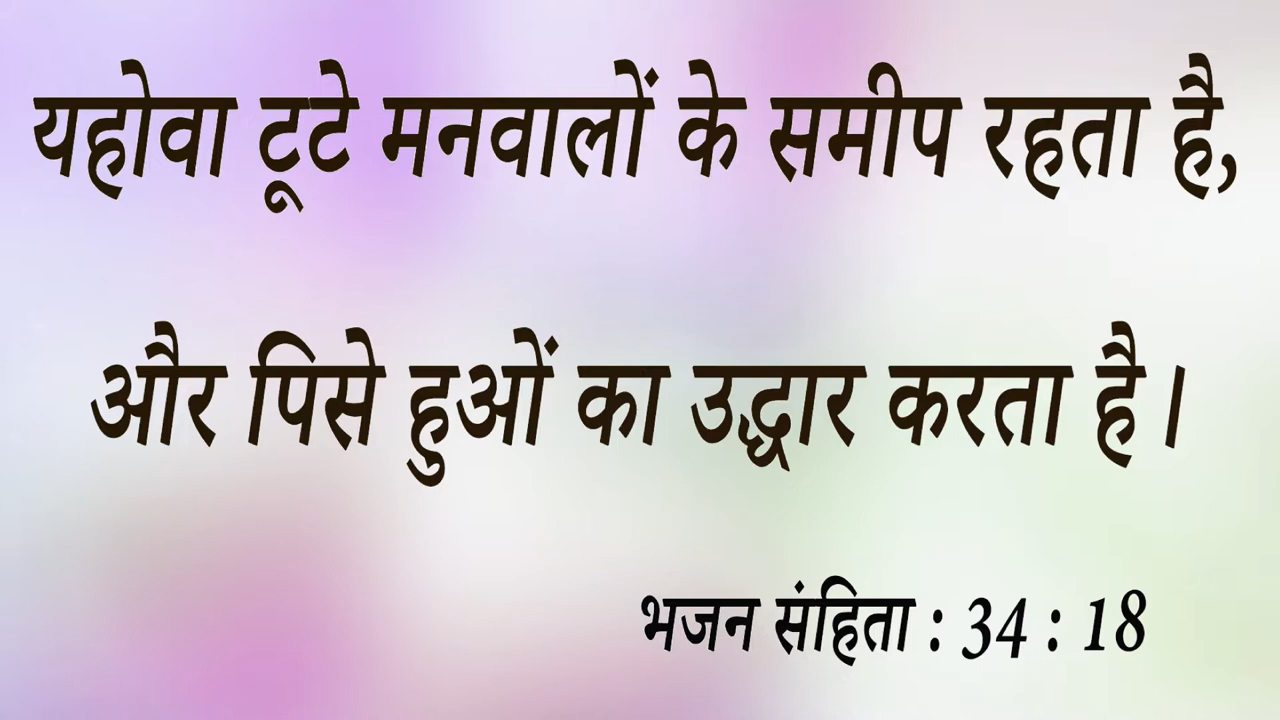 यहोवा टूटे मनवालों के समीप रहता है,
और पिसे हुओं का उद्धार करता है।
भजन संहिता : 34 : 18